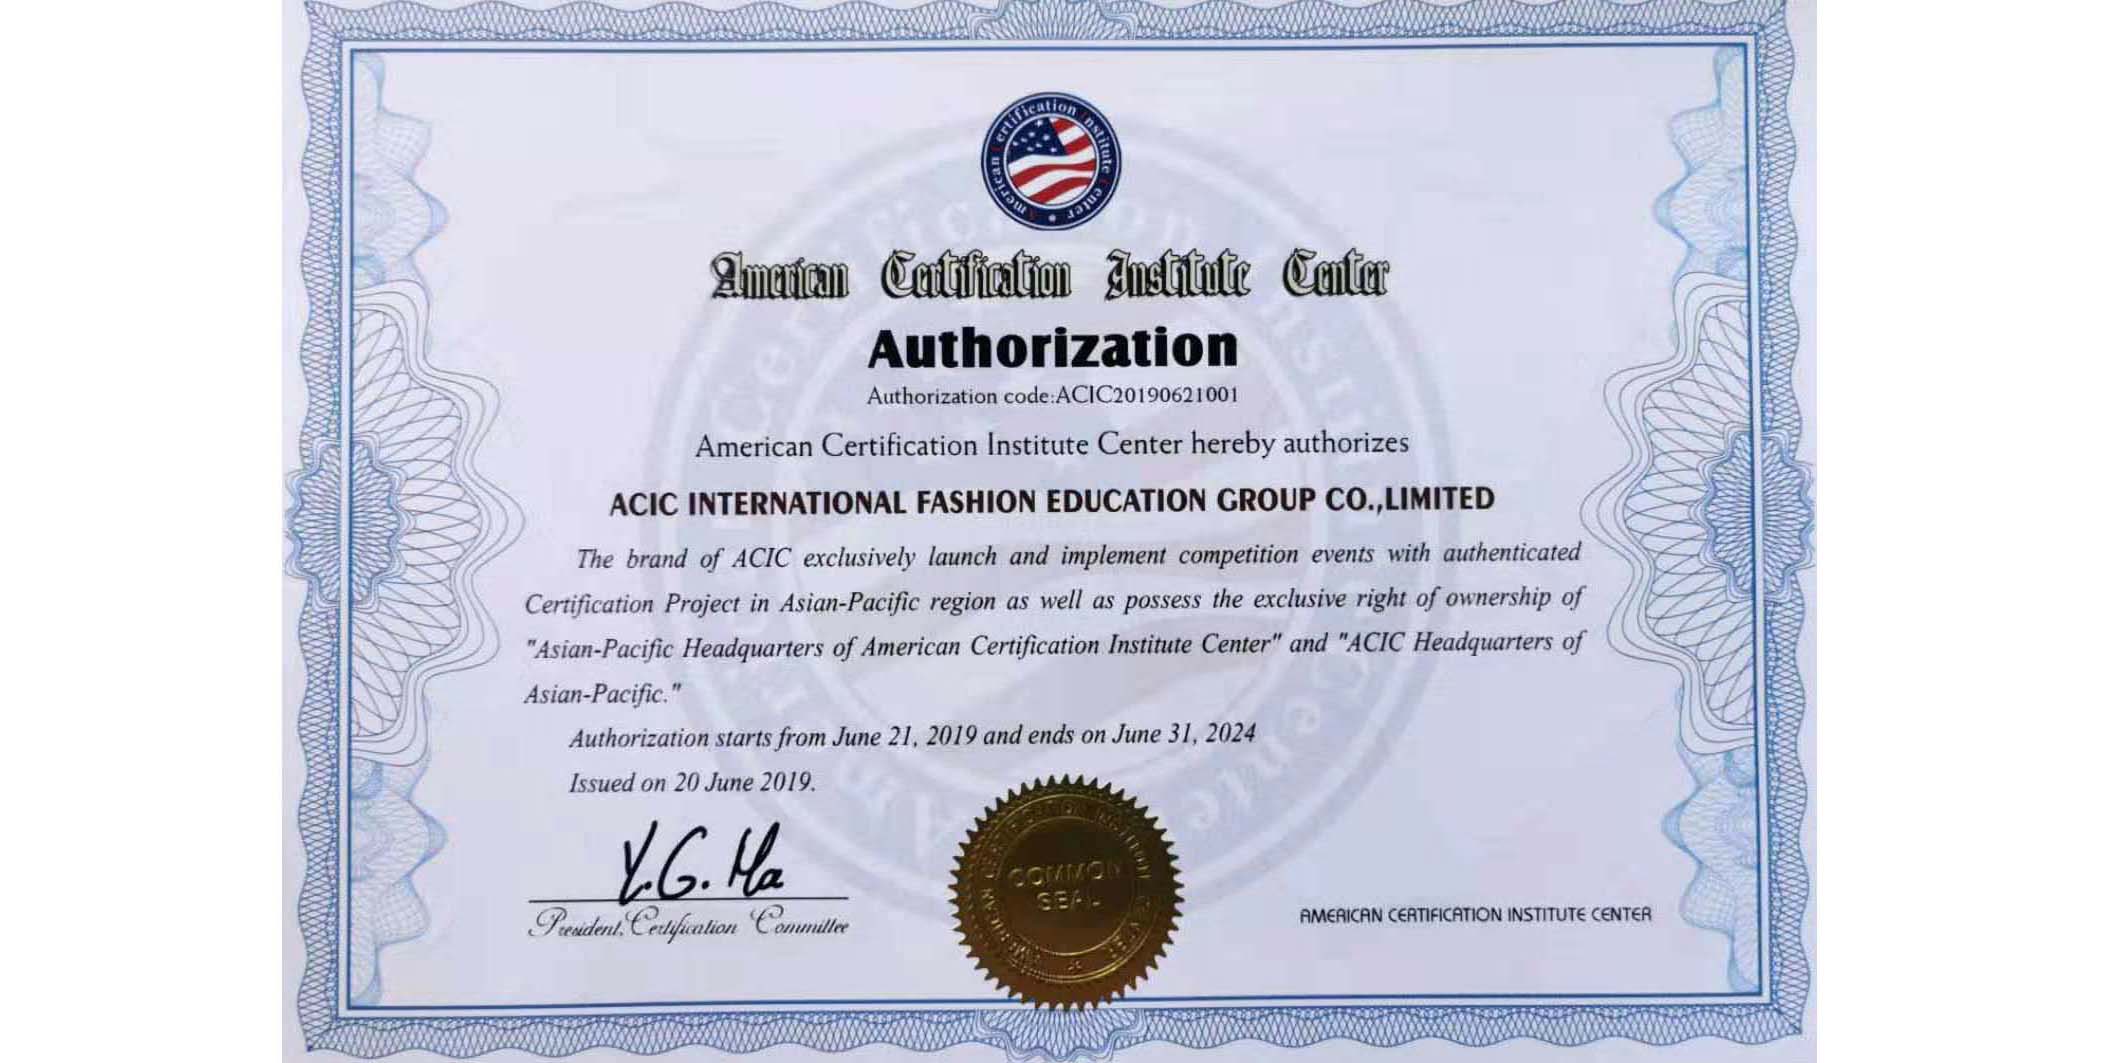 American Certification Institute Center
American Certification Institute Center
Authorization
Authorization code:ACIC20190621001
American Certification Institute Center hereby authorizes
ACIC INTERNATIONAL FASHION EDUCATION GROUP CO.,LIMITED
The brand of ACIC exclusively launch and implement competition events with authenticated
Certification Project in Asian-Pacific region as well as possess the exclusive right of ownership of
"Asian-Pacific Headquarters of American Certification Institute Center" and "ACIC Headquarters of
Asian-Pacific."
Authorization starts from June 21, 2019 and ends on June 31, 2024
Issued on 20 June 2019.
Y.G. Ma
President, Certification Committee
COMMON
SEAL
AMERICAN CERTIFICATION INSTITUTE CENTER